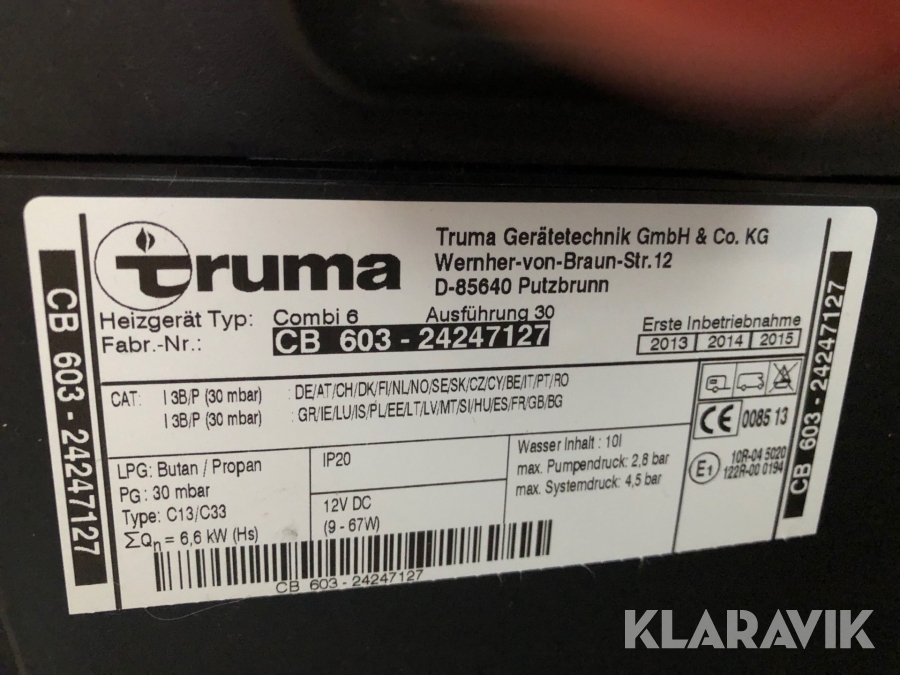 truma
Truma Gerätetechnik GmbH & Co. KG
Wernher-von-Braun-Str.12
D-85640 Putzbrunn
Heizgerät Typ: Combi 6 Ausführung 30
Fabr.-Nr.: CB 603 - 24247127
Erste Inbetriebnahme
2013 2014 2015
CAT: I 3B/P (30 mbar) : DE/AT/CH/DK/FI/NL/NO/SE/SK/CZ/CY/BE/IT/PT/RO
I 3B/P (30 mbar) : GR/IE/LU/IS/PL/EE/LT/LV/MT/SI/HU/ES/FR/GB/BG
LPG: Butan / Propan
PG: 30 mbar
Type: C13/C33
ΣQn = 6,6 kW (Hs)
IP20
12V DC
(9 - 67W)
Wasser Inhalt : 10l
max. Pumpendruck: 2,8 bar
max. Systemdruck: 4,5 bar
CE 0085 13
E1 10R-04 5020
122R-00 0194
CB 603 - 24247127
CB 603 - 24247127
CB 603 - 24247127
KLARAVIK